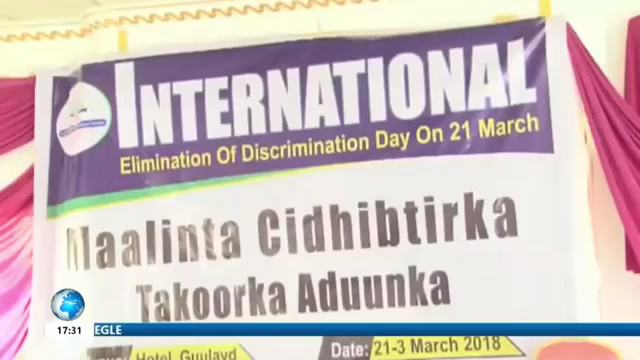 INTERNATIONAL
Elimination Of Discrimination Day On 21 March
Maalinta Cidhibtirka
Takoorka Aduunka
Hotel Guulayd
Date: 21-3 March 2018
17:31 EGLE